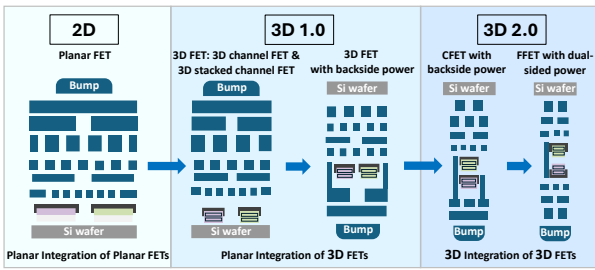 2D
Planar FET
Bump
Si wafer
Planar Integration of Planar FETs
3D 1.0
3D FET: 3D channel FET &
3D stacked channel FET
Bump
Si wafer
3D FET
with backside power
Si wafer
Bump
Planar Integration of 3D FETs
3D 2.0
CFET with
backside power
Si wafer
Bump
FFET with dual-
sided power
Si wafer
Bump
3D Integration of 3D FETs